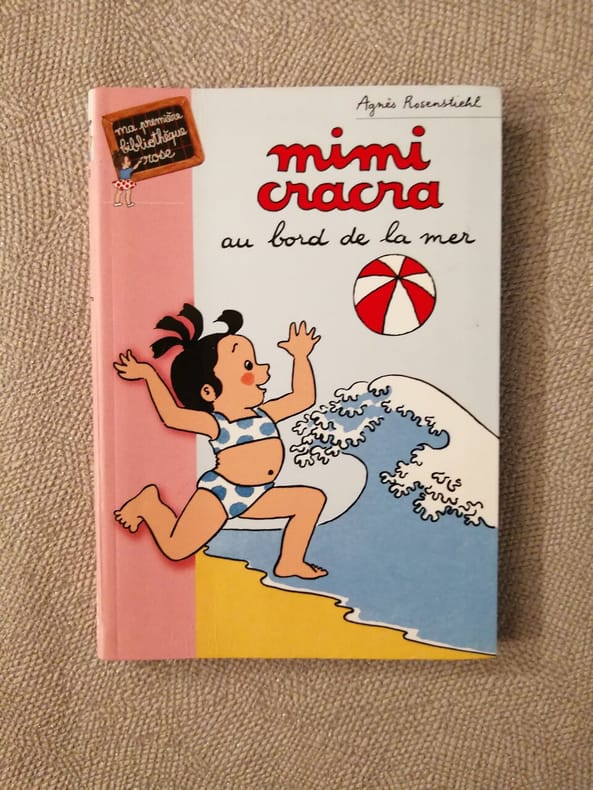 Agnès Rosenstiehl
ma première
bibliothèque
rose
mimi
cracra
au bord de la mer